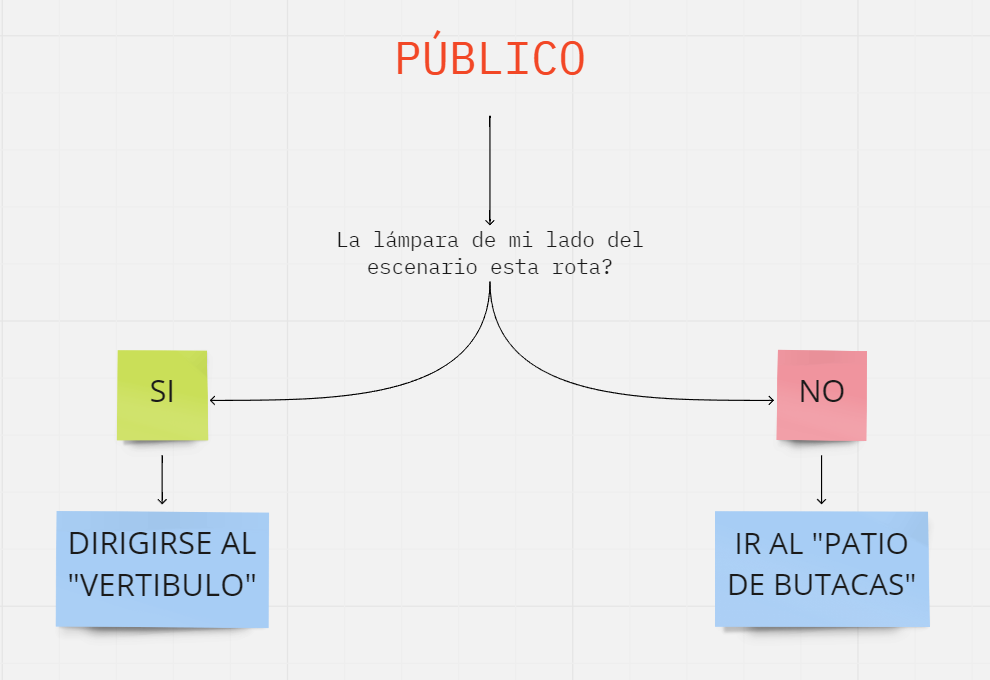 PÚBLICO
La lámpara de mi lado del
escenario esta rota?
SI
NO
DIRIGIRSE AL
"VERTIBULO"
IR AL "PATIO
DE BUTACAS"